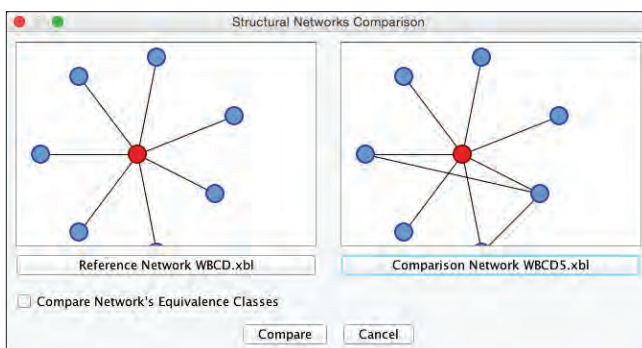 Structural Networks Comparison
Reference Network WBCD.xbl
Comparison Network WBCD5.xbl
Compare Network's Equivalence Classes
Compare
Cancel